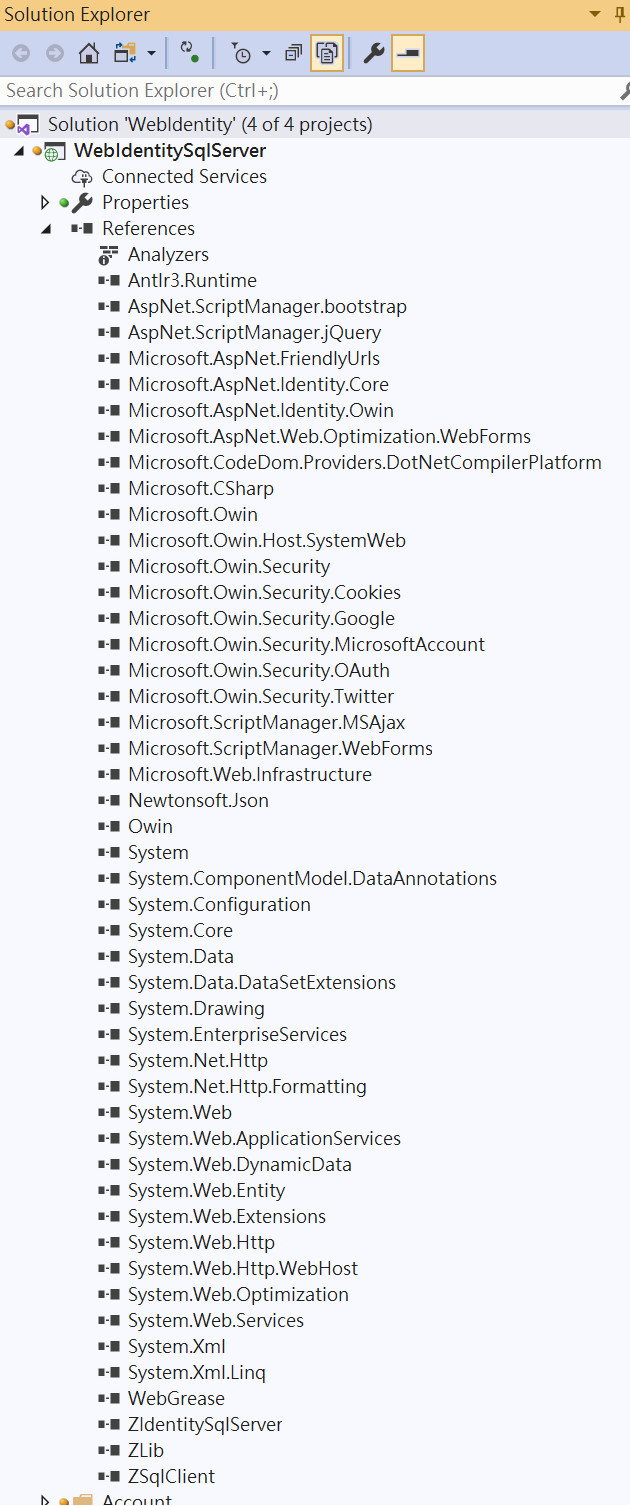 Solution Explorer
Search Solution Explorer (Ctrl+;)
Solution 'WebIdentity' (4 of 4 projects)
WebIdentitySqlServer
Connected Services
Properties
References
Analyzers
Antlr3.Runtime
AspNet.ScriptManager.bootstrap
AspNet.ScriptManager.jQuery
Microsoft.AspNet.FriendlyUrls
Microsoft.AspNet.Identity.Core
Microsoft.AspNet.Identity.Owin
Microsoft.AspNet.Web.Optimization.WebForms
Microsoft.CodeDom.Providers.DotNetCompilerPlatform
Microsoft.CSharp
Microsoft.Owin
Microsoft.Owin.Host.SystemWeb
Microsoft.Owin.Security
Microsoft.Owin.Security.Cookies
Microsoft.Owin.Security.Google
Microsoft.Owin.Security.MicrosoftAccount
Microsoft.Owin.Security.OAuth
Microsoft.Owin.Security.Twitter
Microsoft.ScriptManager.MSAjax
Microsoft.ScriptManager.WebForms
Microsoft.Web.Infrastructure
Newtonsoft.Json
Owin
System
System.ComponentModel.DataAnnotations
System.Configuration
System.Core
System.Data
System.Data.DataSetExtensions
System.Drawing
System.EnterpriseServices
System.Net.Http
System.Net.Http.Formatting
System.Web
System.Web.ApplicationServices
System.Web.DynamicData
System.Web.Entity
System.Web.Extensions
System.Web.Http
System.Web.Http.WebHost
System.Web.Optimization
System.Web.Services
System.Xml
System.Xml.Linq
WebGrease
ZIdentitySqlServer
ZLib
ZSqlClient
Account